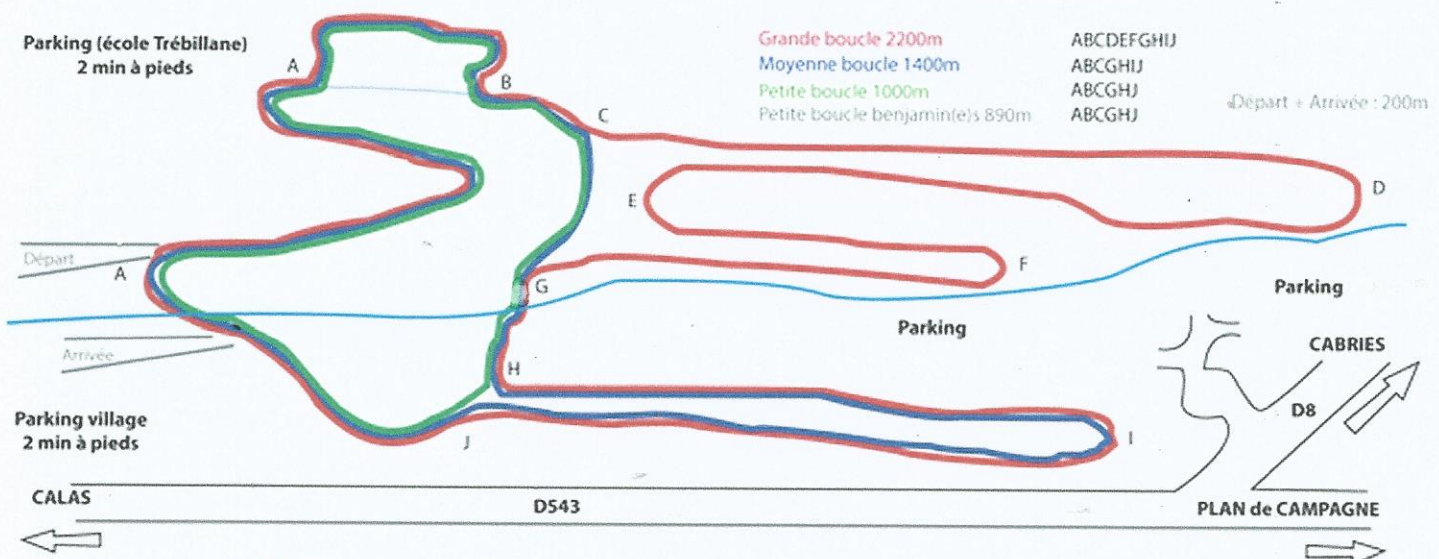 Parking (école Trébillane)
2 min à pieds
Grande boucle 2200m ABCDEFGHIJ
Moyenne boucle 1400m ABCGHIJ
Petite boucle 1000m ABCGHJ
Petite boucle benjamin(e)s 890m ABCGHJ
Départ + Arrivée : 200m
A
B
C
D
E
F
Départ
A
G
Parking
Parking
Arrivée
H
CABRIES
D8
Parking village
2 min à pieds
J
I
CALAS
D543
PLAN de CAMPAGNE